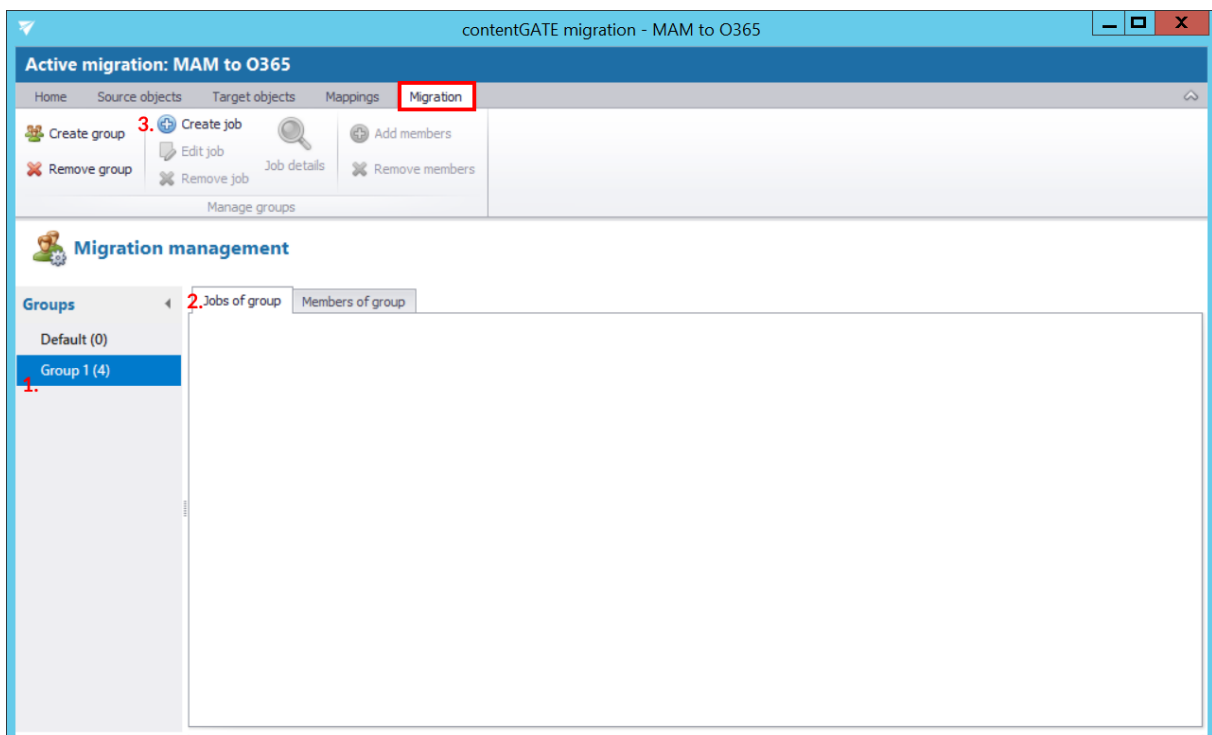 contentGATE migration - MAM to O365
Active migration: MAM to O365
Home Source objects Target objects Mappings Migration
Create group 3. Create job Add members
Edit job
Job details
Remove group Remove job Remove members
Manage groups
Migration management
Groups 2. Jobs of group Members of group
Default (0)
Group 1 (4)
1.